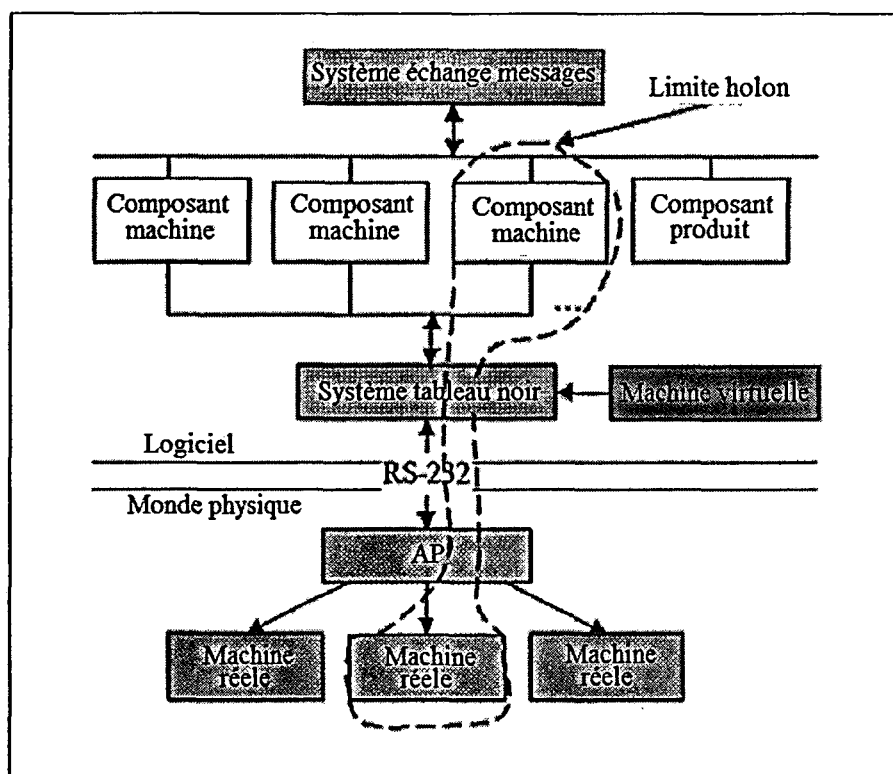 Système échange messages
Limite holon
Composant
machine
Composant
machine
Composant
machine
Composant
produit
Système tableau noir
Machine virtuelle
Logiciel
RS-232
Monde physique
AP
Machine
réele
Machine
réele
Machine
réele